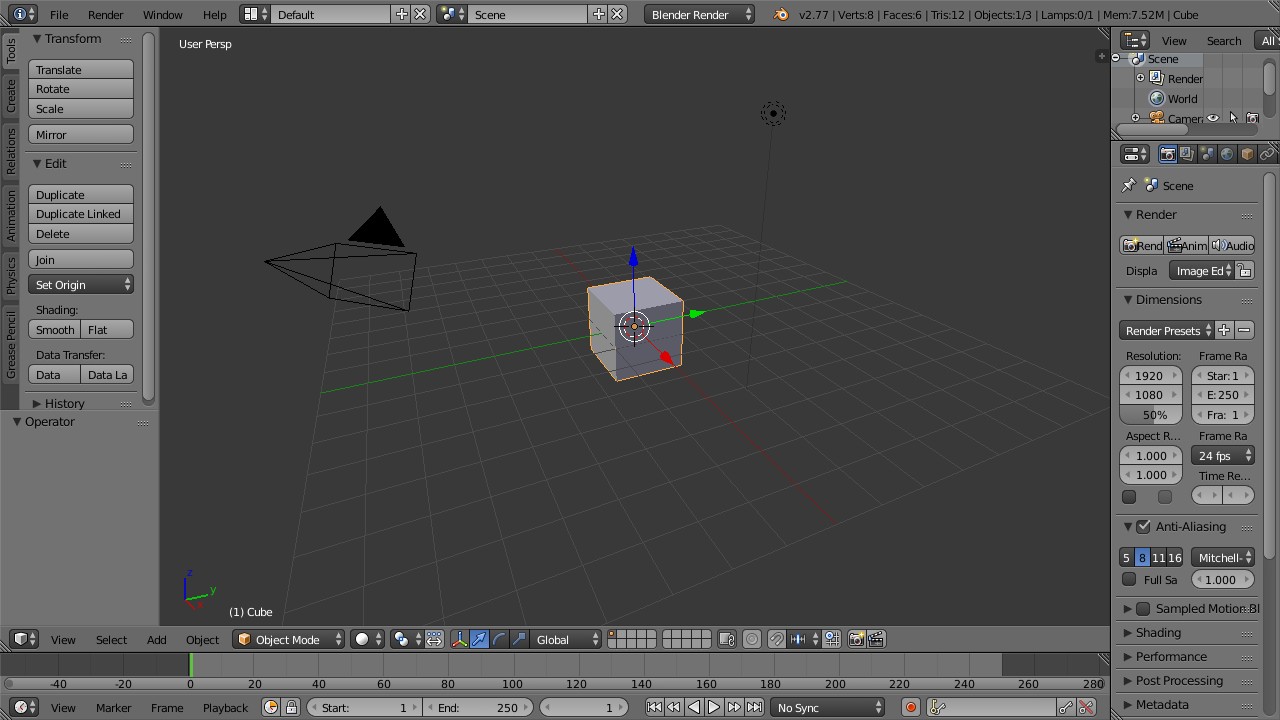 File Render Window Help Default Scene Blender Render v2.77 | Verts:8 | Faces:6 | Tris:12 | Objects:1/3 | Lamps:0/1 | Mem:7.52M | Cube
Tools
Create
Relations
Animation
Physics
Grease Pencil
Transform
Translate
Rotate
Scale
Mirror
Edit
Duplicate
Duplicate Linked
Delete
Join
Set Origin
Shading:
Smooth Flat
Data Transfer:
Data Data La
History
Operator
User Persp
z
y
x
(1) Cube
View Search All
Scene
Render
World
Camer
Scene
Render
Rend Anim Audio
Displa Image Ed
Dimensions
Render Presets
Resolution: Frame Ra
1920 Star: 1
1080 E: 250
50% Fra: 1
Aspect R... Frame Ra
1.000 24 fps
1.000 Time Re...
Anti-Aliasing
5 8 11 16 Mitchell-
Full Sa 1.000
Sampled Motion Bl
Shading
Performance
Post Processing
Metadata
View Select Add Object Object Mode Global
-40 -20 0 20 40 60 80 100 120 140 160 180 200 220 240 260 280
View Marker Frame Playback Start: 1 End: 250 1 No Sync